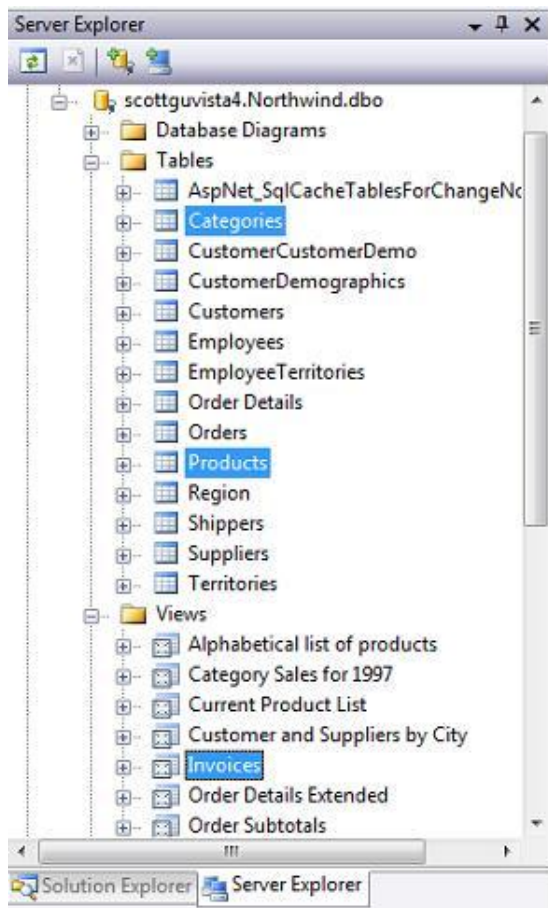 Server Explorer
scottguvista4.Northwind.dbo
Database Diagrams
Tables
AspNet_SqlCacheTablesForChangeNo
Categories
CustomerCustomerDemo
CustomerDemographics
Customers
Employees
EmployeeTerritories
Order Details
Orders
Products
Region
Shippers
Suppliers
Territories
Views
Alphabetical list of products
Category Sales for 1997
Current Product List
Customer and Suppliers by City
Invoices
Order Details Extended
Order Subtotals
Solution Explorer Server Explorer